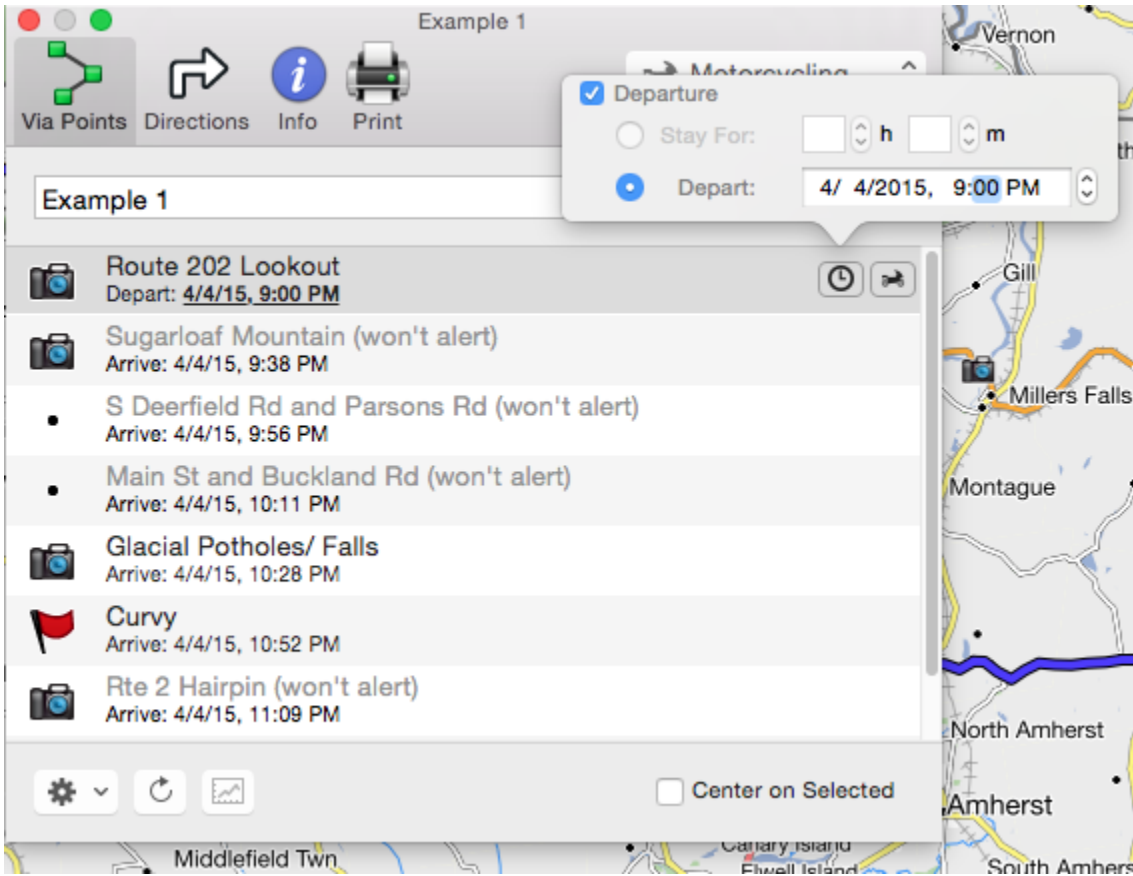 Example 1
Via Points Directions Info Print
Motorcycling
Departure
Stay For: h m
Depart: 4/ 4/2015, 9:00 PM
Example 1
Route 202 Lookout
Depart: 4/4/15, 9:00 PM
Sugarloaf Mountain (won't alert)
Arrive: 4/4/15, 9:38 PM
S Deerfield Rd and Parsons Rd (won't alert)
Arrive: 4/4/15, 9:56 PM
Main St and Buckland Rd (won't alert)
Arrive: 4/4/15, 10:11 PM
Glacial Potholes/ Falls
Arrive: 4/4/15, 10:28 PM
Curvy
Arrive: 4/4/15, 10:52 PM
Rte 2 Hairpin (won't alert)
Arrive: 4/4/15, 11:09 PM
Center on Selected
Vernon
th
Gill
Millers Falls
Montague
North Amherst
Amherst
Middlefield Twn
Canary Island
Elwell Island
South Amhers